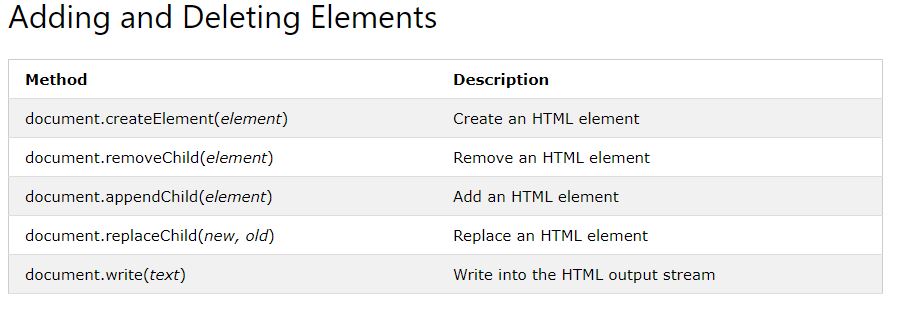 Adding and Deleting Elements
Method Description
document.createElement(element) Create an HTML element
document.removeChild(element) Remove an HTML element
document.appendChild(element) Add an HTML element
document.replaceChild(new, old) Replace an HTML element
document.write(text) Write into the HTML output stream